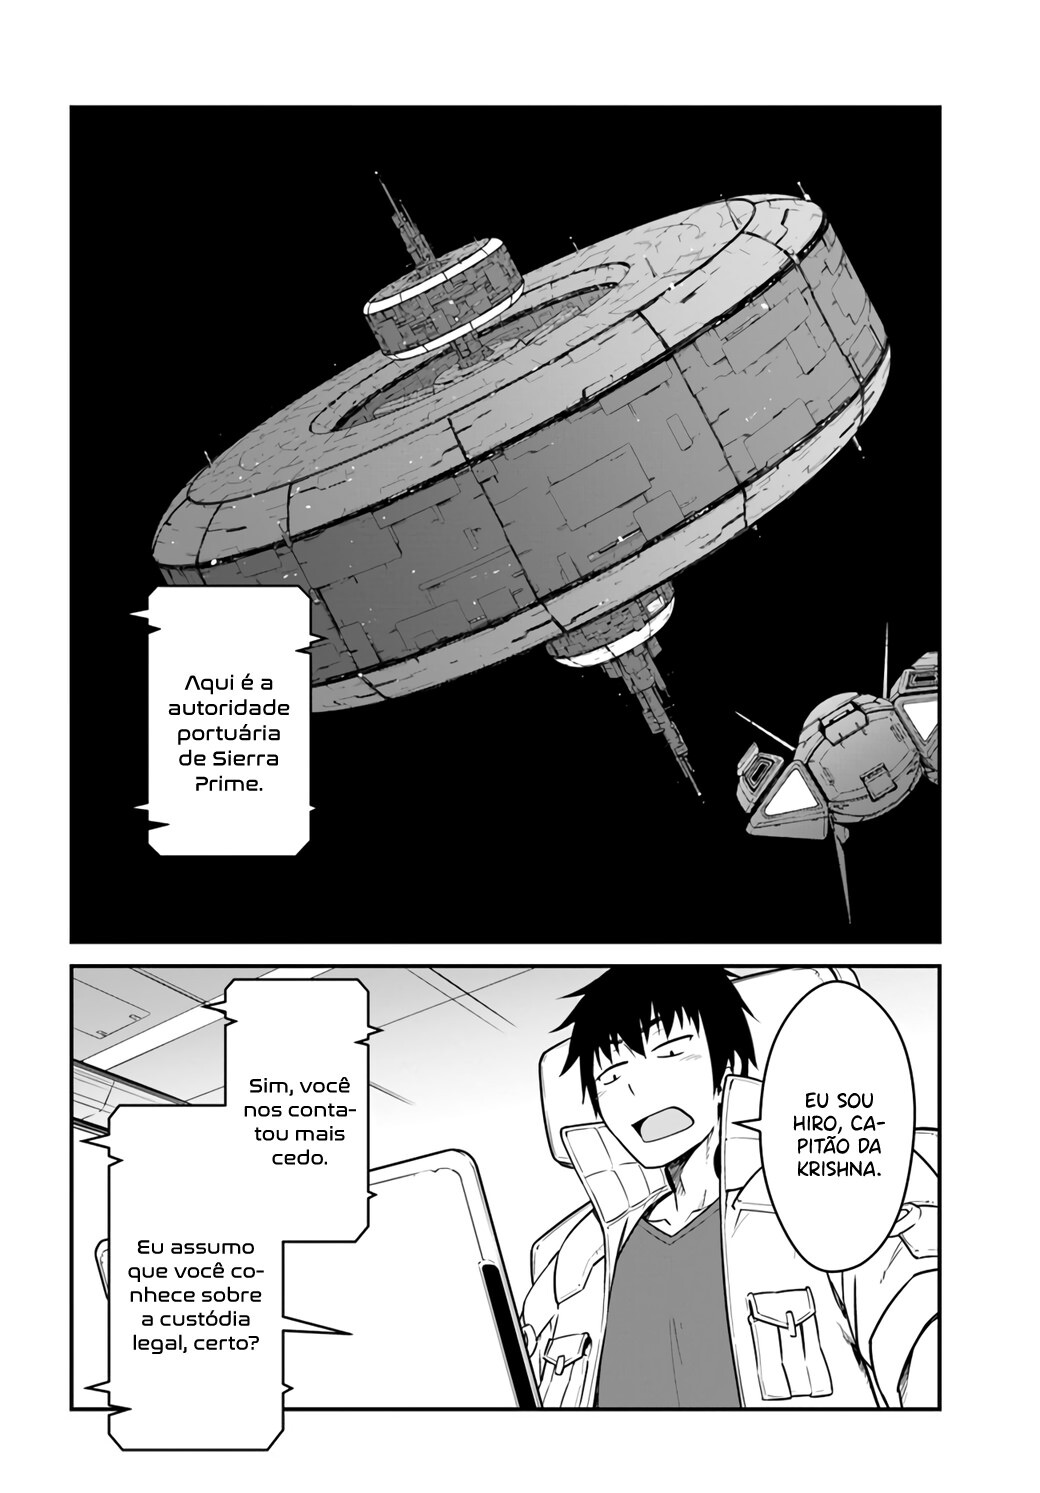 Aqui é a
autoridade
portuária
de Sierra
Prime.
EU SOU
HIRO, CA-
PITÃO DA
KRISHNA.
Sim, você
nos conta-
tou mais
cedo.
Eu assumo
que você co-
nhece sobre
a custódia
legal, certo?